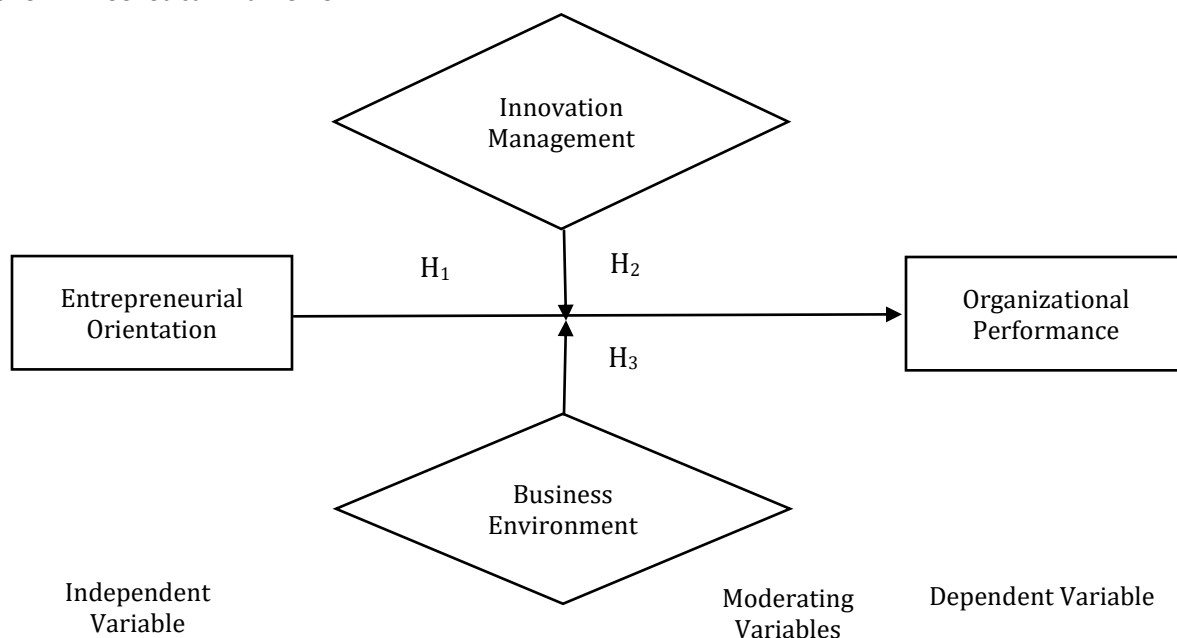 Innovation
Management
H₁
H₂
Entrepreneurial
Orientation
Organizational
Performance
H₃
Business
Environment
Independent
Variable
Moderating
Variables
Dependent Variable